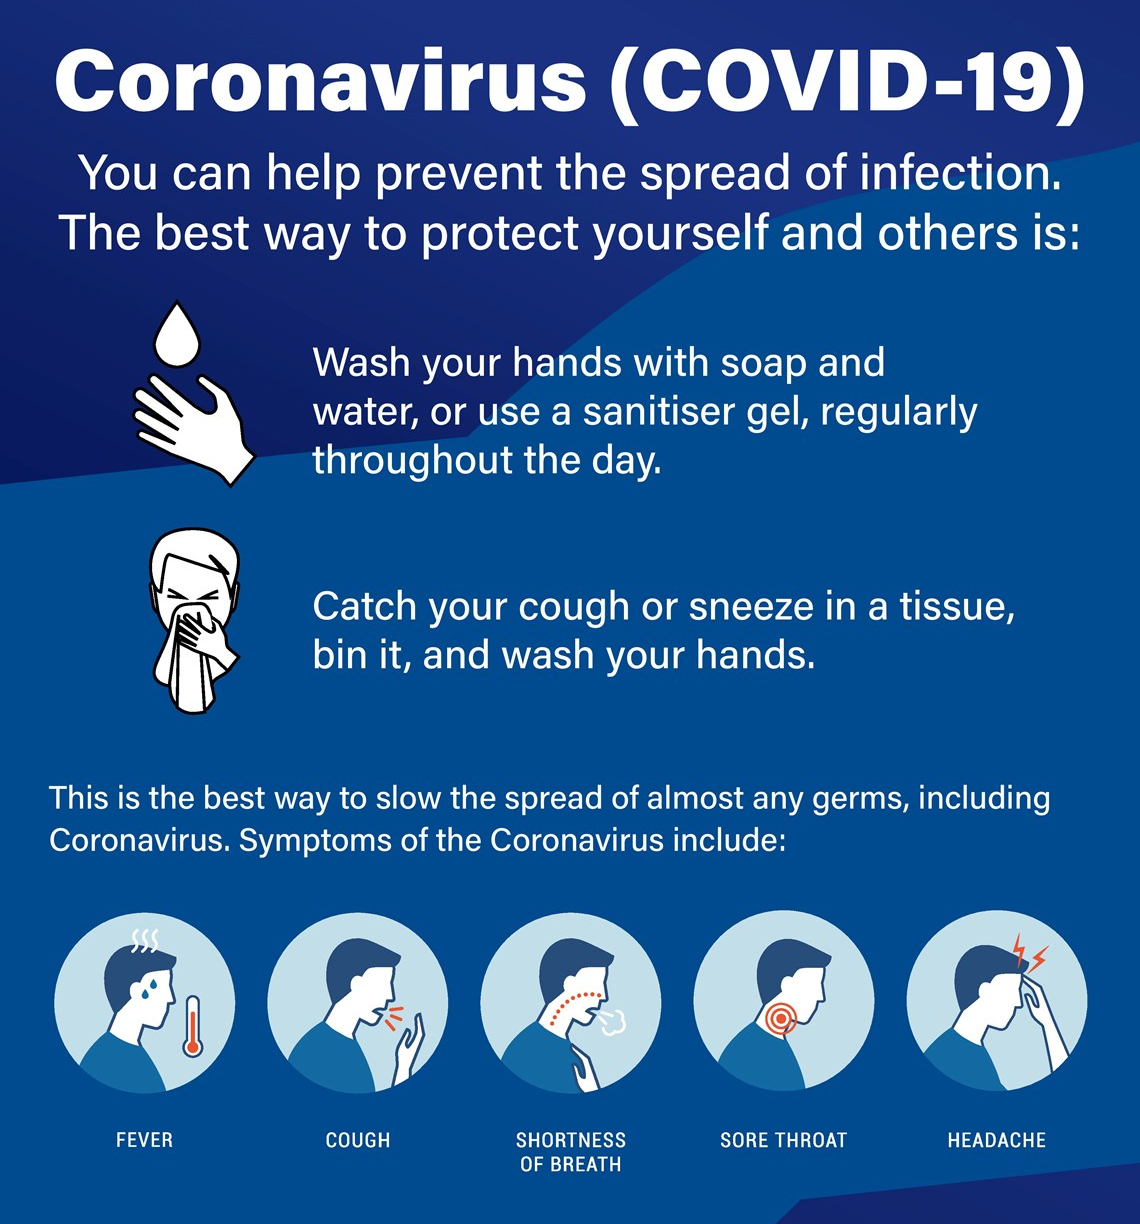 Coronavirus (COVID-19)
You can help prevent the spread of infection.
The best way to protect yourself and others is:
Wash your hands with soap and
water, or use a sanitiser gel, regularly
throughout the day.
Catch your cough or sneeze in a tissue,
bin it, and wash your hands.
This is the best way to slow the spread of almost any germs, including
Coronavirus. Symptoms of the Coronavirus include:
FEVER
COUGH
SHORTNESS
OF BREATH
SORE THROAT
HEADACHE